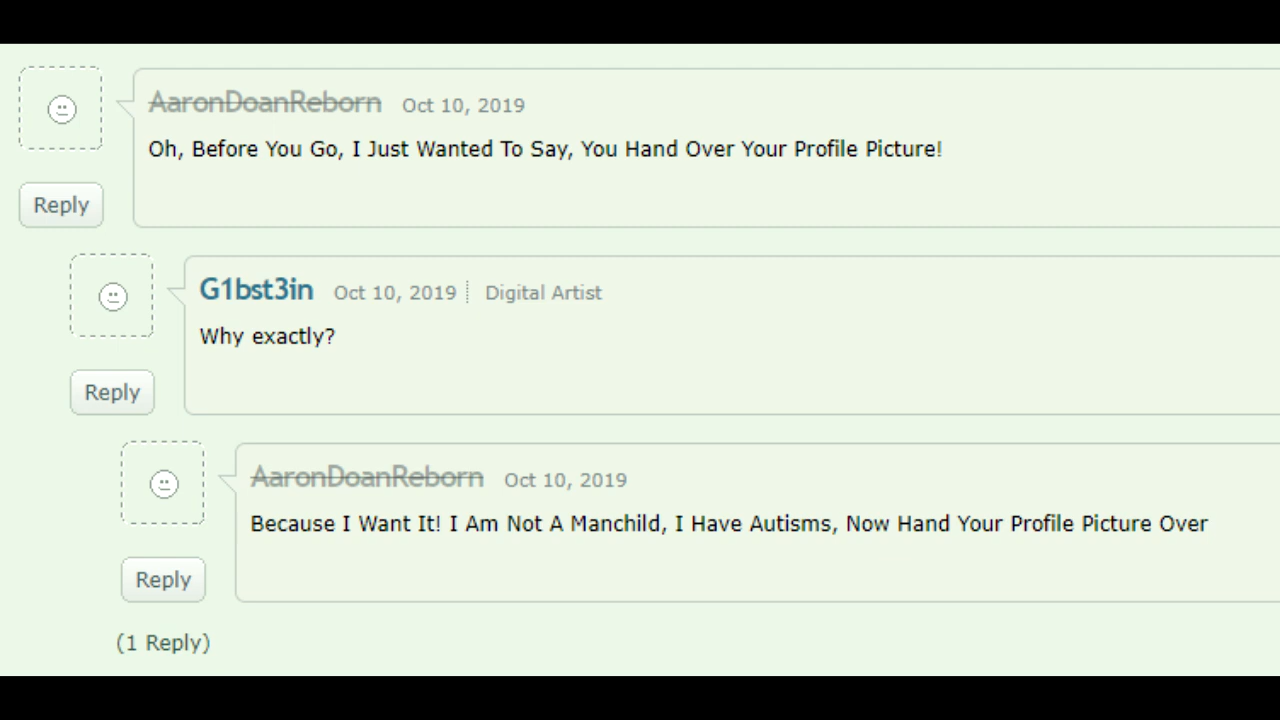 AaronDoanReborn Oct 10, 2019
Oh, Before You Go, I Just Wanted To Say, You Hand Over Your Profile Picture!
Reply
G1bst3in Oct 10, 2019 Digital Artist
Why exactly?
Reply
AaronDoanReborn Oct 10, 2019
Because I Want It! I Am Not A Manchild, I Have Autisms, Now Hand Your Profile Picture Over
Reply
(1 Reply)